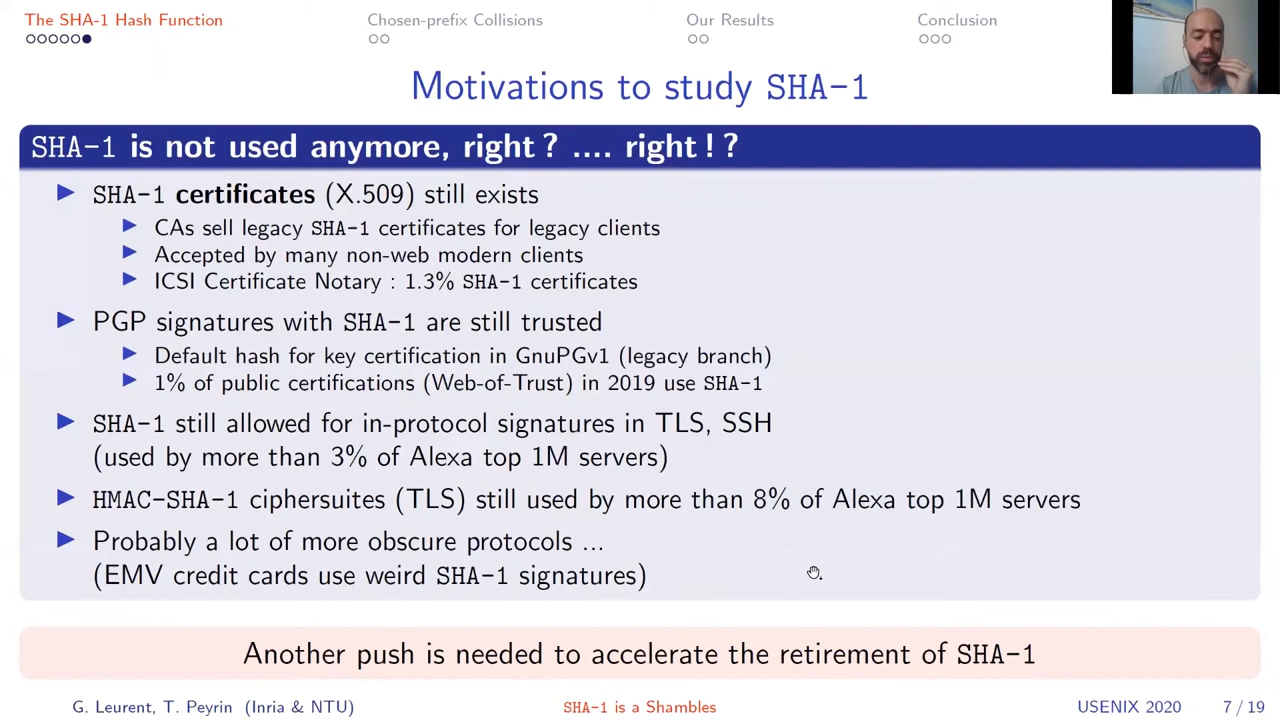 The SHA-1 Hash Function
Chosen-prefix Collisions
Our Results
Conclusion
Motivations to study SHA-1
SHA-1 is not used anymore, right ? .... right ! ?
SHA-1 certificates (X.509) still exists
CAs sell legacy SHA-1 certificates for legacy clients
Accepted by many non-web modern clients
ICSI Certificate Notary : 1.3% SHA-1 certificates
PGP signatures with SHA-1 are still trusted
Default hash for key certification in GnuPGv1 (legacy branch)
1% of public certifications (Web-of-Trust) in 2019 use SHA-1
SHA-1 still allowed for in-protocol signatures in TLS, SSH
(used by more than 3% of Alexa top 1M servers)
HMAC-SHA-1 ciphersuites (TLS) still used by more than 8% of Alexa top 1M servers
Probably a lot of more obscure protocols ...
(EMV credit cards use weird SHA-1 signatures)
Another push is needed to accelerate the retirement of SHA-1
G. Leurent, T. Peyrin (Inria & NTU)
SHA-1 is a Shambles
USENIX 2020
7 / 19